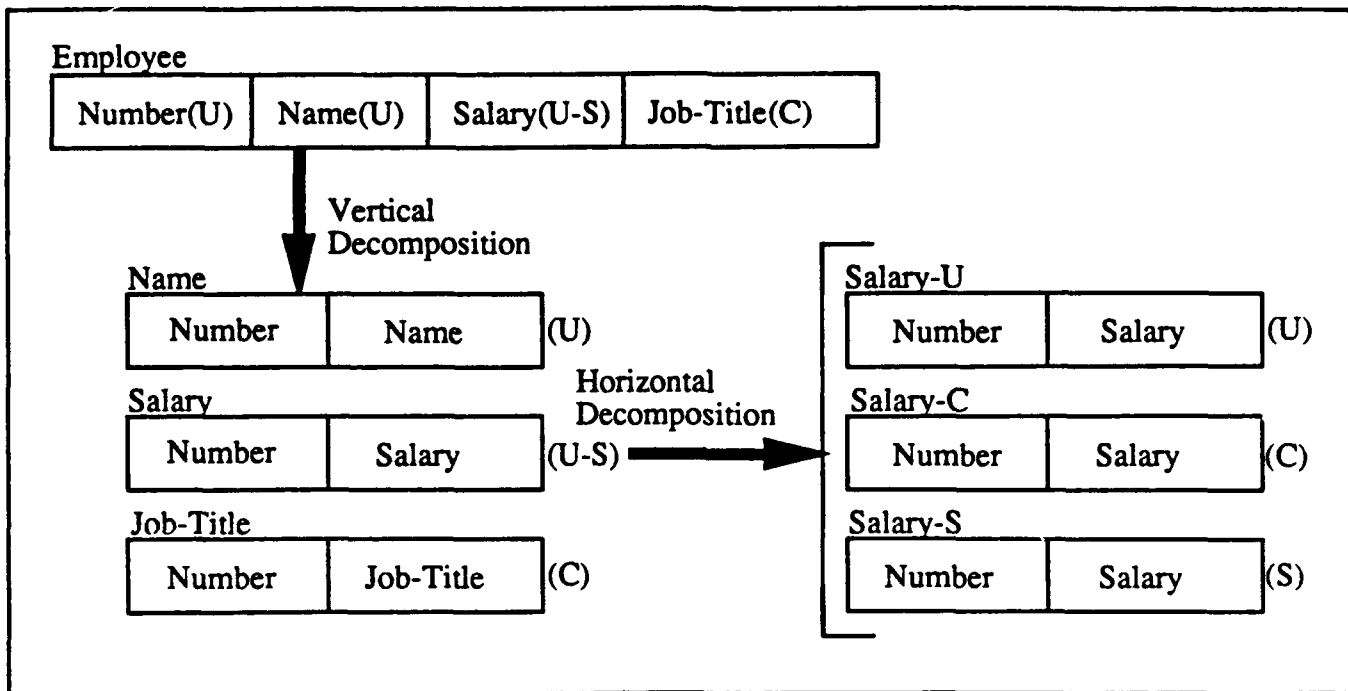 Employee
Number(U) Name(U) Salary(U-S) Job-Title(C)
Vertical
Decomposition
Name
Number Name (U)
Salary
Number Salary (U-S)
Job-Title
Number Job-Title (C)
Horizontal
Decomposition
Salary-U
Number Salary (U)
Salary-C
Number Salary (C)
Salary-S
Number Salary (S)